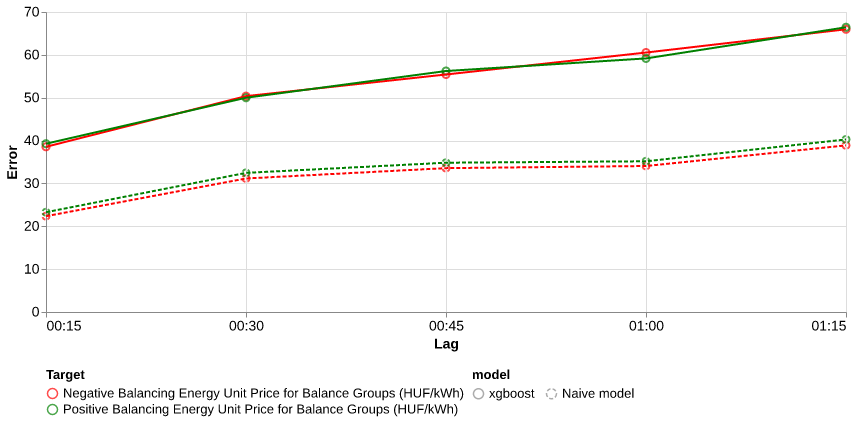 70
60
50
40
30
20
10
0
Error
00:15 00:30 00:45 01:00 01:15
Lag
Target
Negative Balancing Energy Unit Price for Balance Groups (HUF/kWh)
Positive Balancing Energy Unit Price for Balance Groups (HUF/kWh)
model
xgboost Naive model